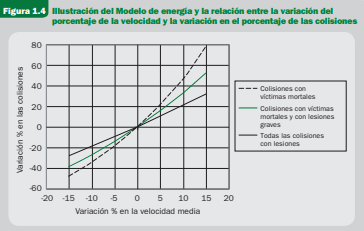 Figura 1.4
Illustración del Modelo de energía y la relación entre la variación del
porcentaje de la velocidad y la variación en porcentaje de las colisiones
Variación % en las colisiones
80
60
40
20
0
-20
-40
-60
-20 -15 -10 -5 0 5 10 15 20
Variación % en la velocidad media
Colisiones con
víctimas mortales
Colisiones con víctimas
mortales y con lesiones
graves
Todas las colisiones
con lesiones